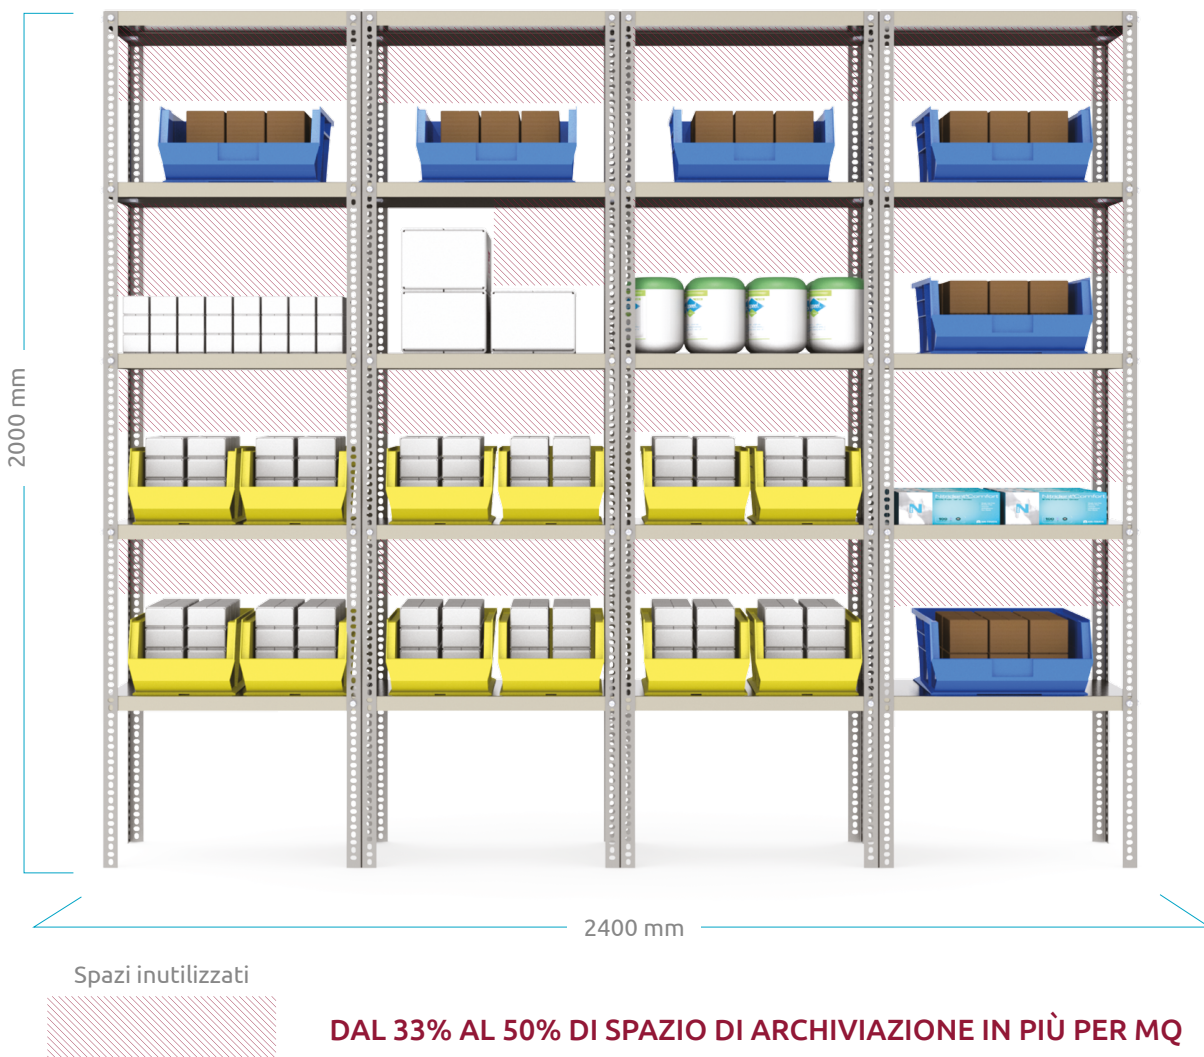 2000 mm
2400 mm
Spazi inutilizzati
DAL 33% AL 50% DI SPAZIO DI ARCHIVIAZIONE IN PIÙ PER MQ